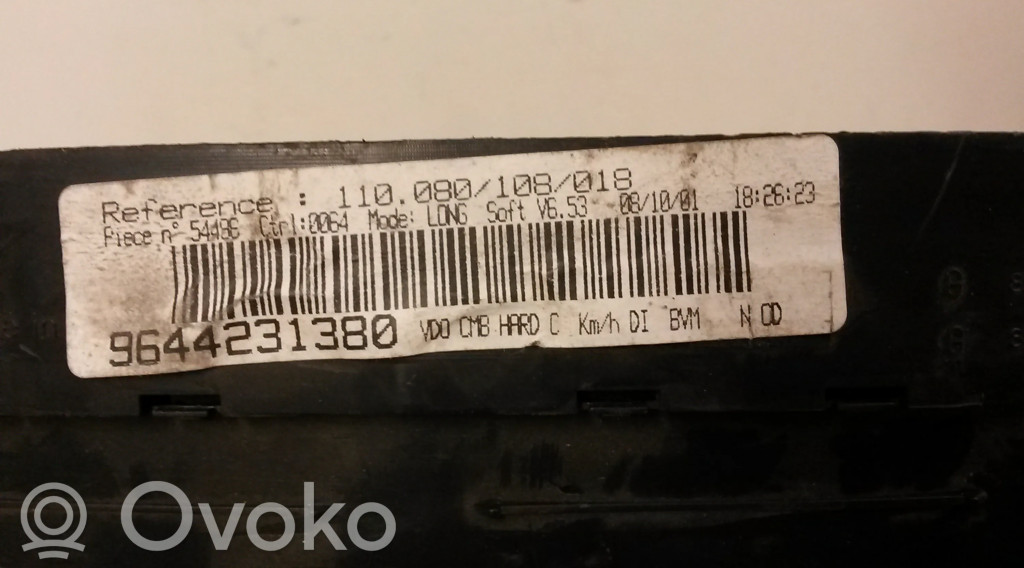 Reference : 110.080/108/018
Piece n° 54486 Ctrl:0064 Mode: LONG Soft V6.53 08/10/01 18:26:23
9644231380 VDO CMB HARD C Km/h DI BVM N OD
Ovoko